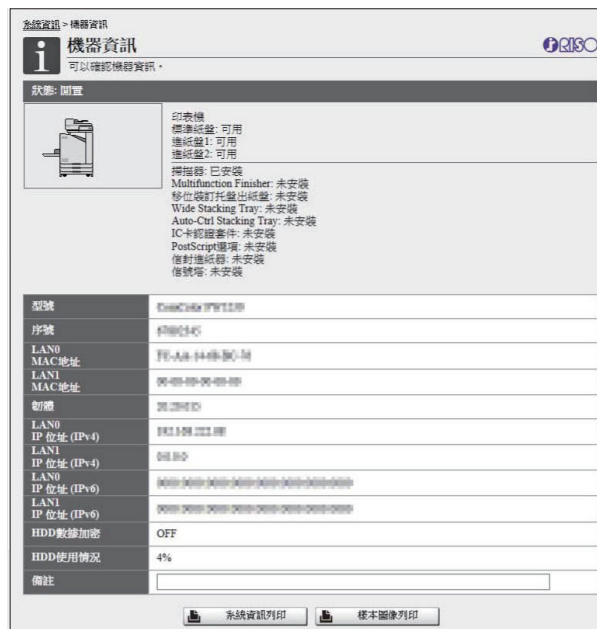 系統資訊 > 機器資訊
i 機器資訊
RISO
可以確認機器資訊。
狀態: 閒置
印表機
標準紙盤: 可用
進紙盤1: 可用
進紙盤2: 可用
掃描器: 已安裝
Multifunction Finisher: 未安裝
移位裝訂托盤出紙盤: 未安裝
Wide Stacking Tray: 未安裝
Auto-Ctrl Stacking Tray: 未安裝
IC卡認證套件: 未安裝
PostScript選項: 未安裝
信封進紙器: 未安裝
信號塔: 未安裝
型號
序號
LAN0
MAC地址
LAN1
MAC地址
韌體
LAN0
IP 位址 (IPv4)
LAN1
IP 位址 (IPv4)
LAN0
IP 位址 (IPv6)
LAN1
IP 位址 (IPv6)
HDD數據加密 OFF
HDD使用情況 4%
備註
系統資訊列印 樣本圖像列印